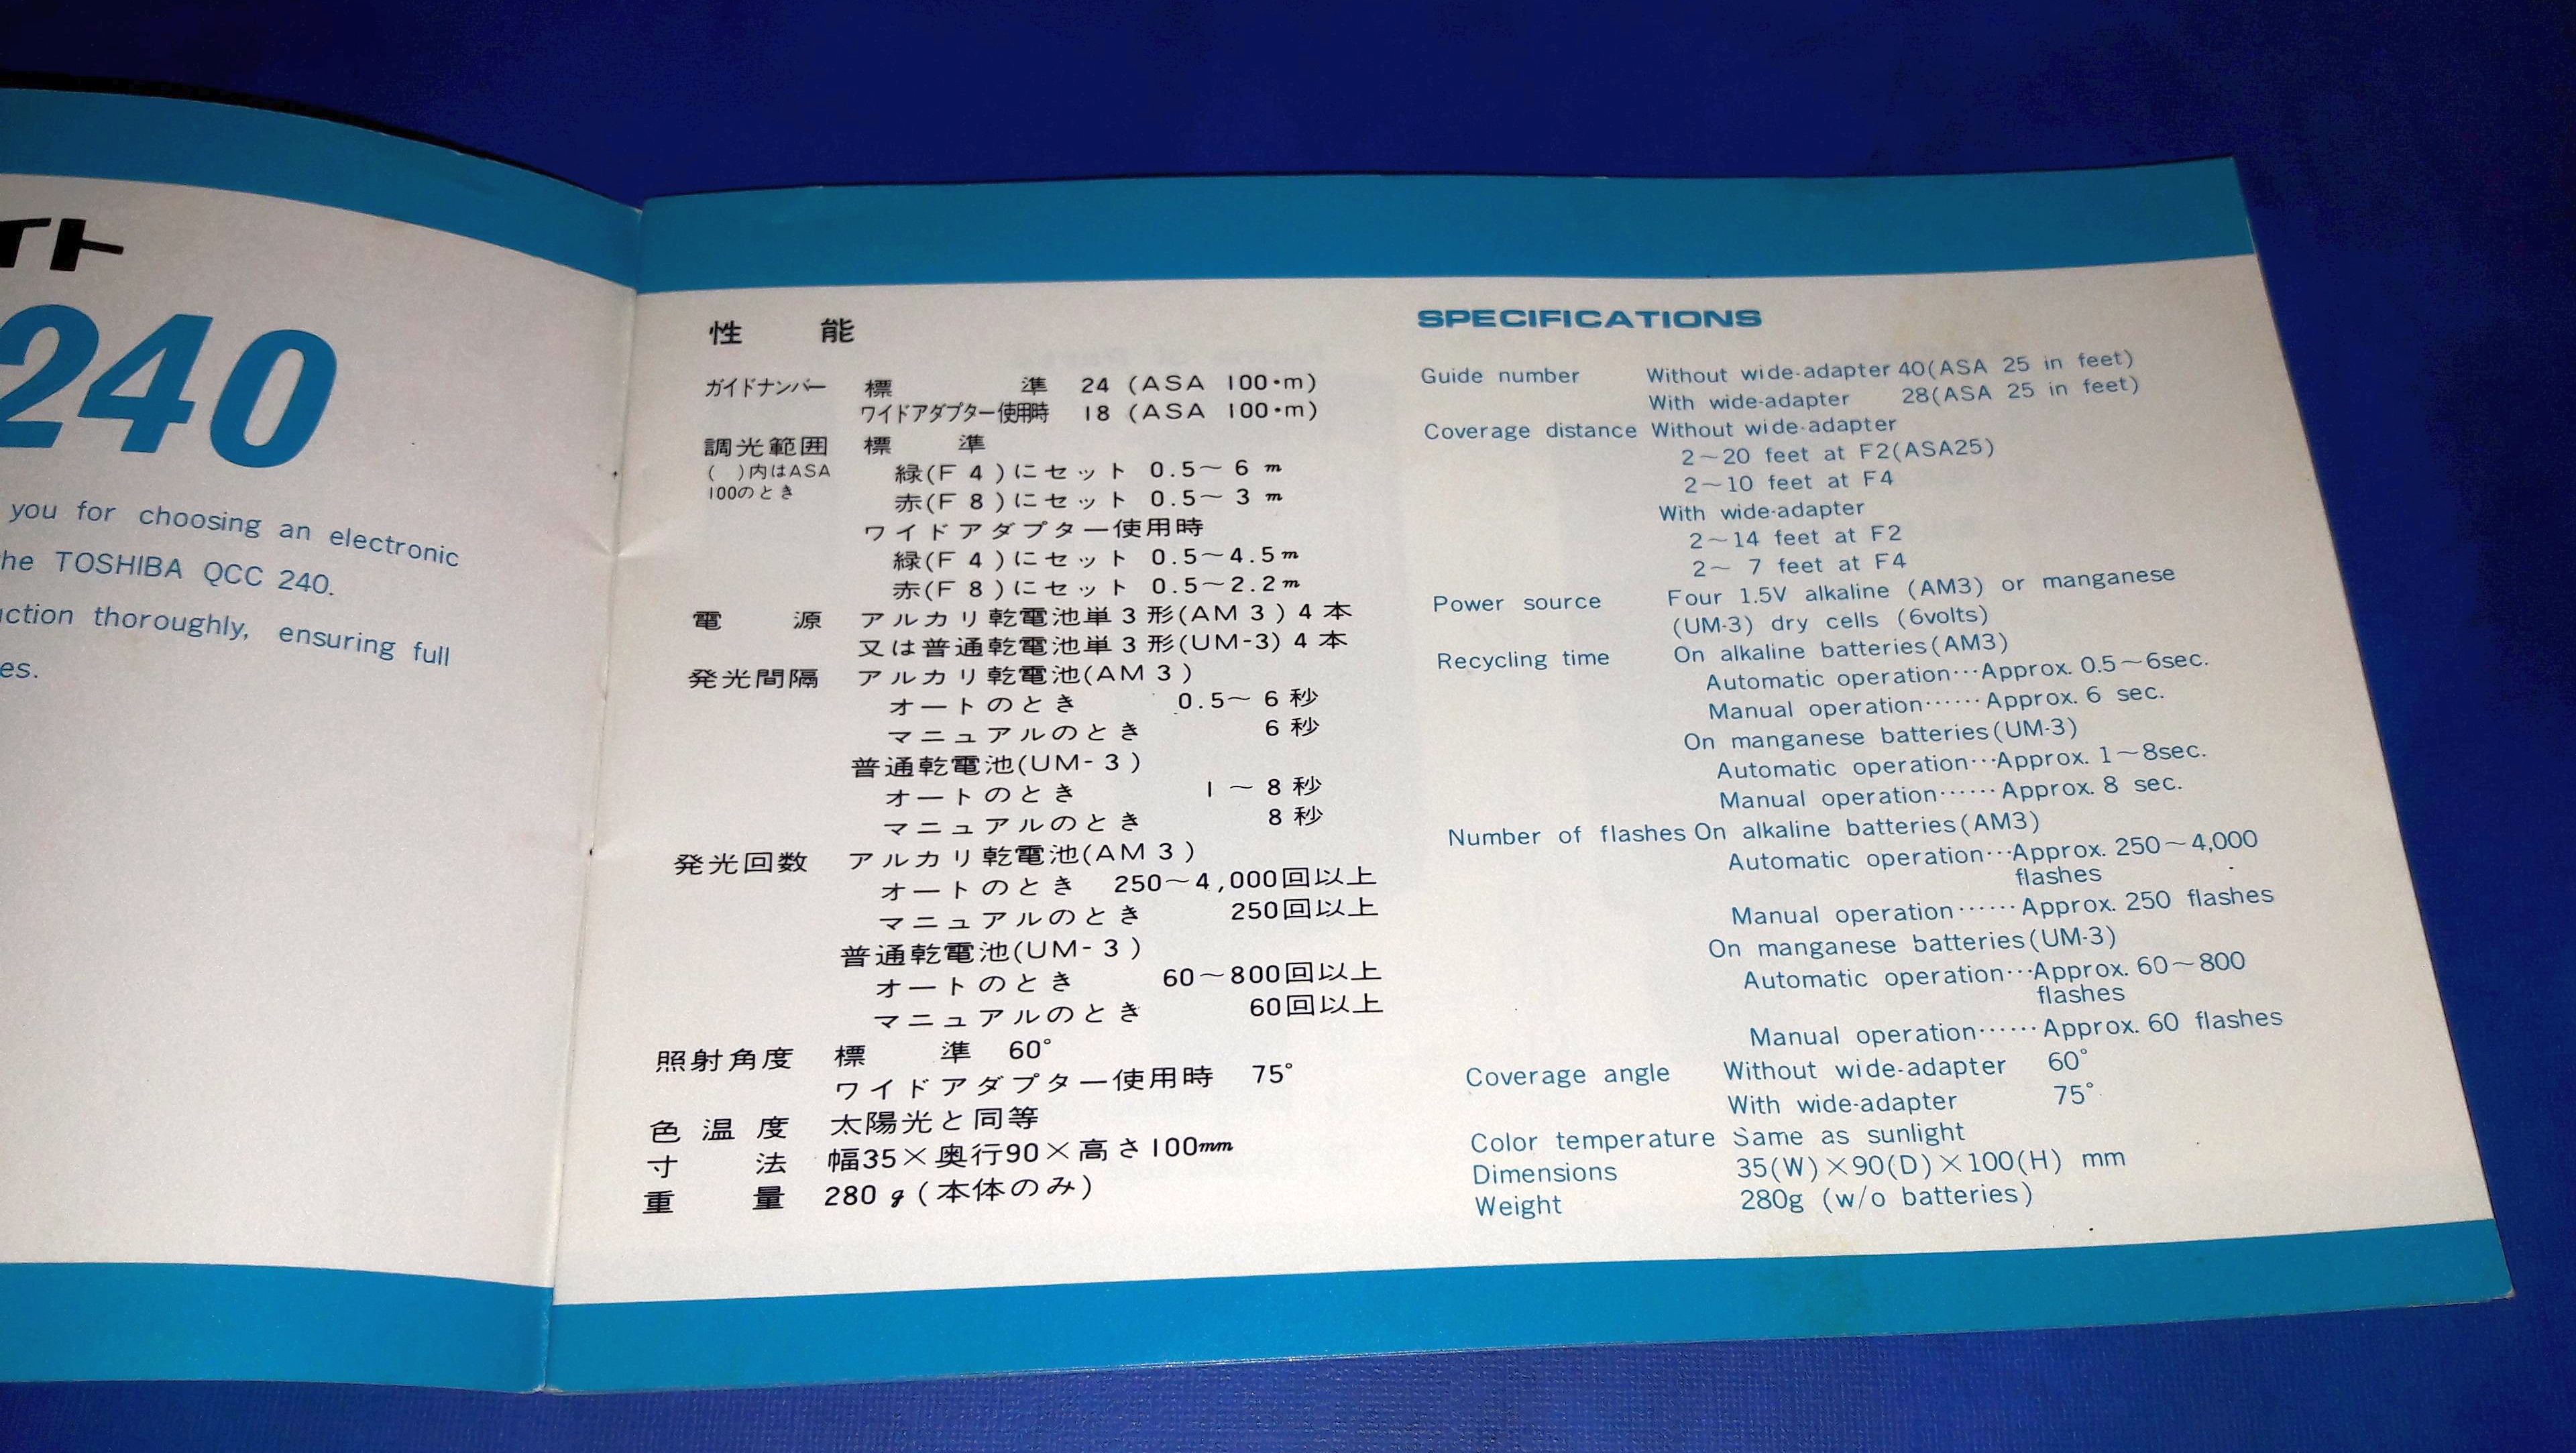 イト
240
you for choosing an electronic
he TOSHIBA QCC 240.
uction thoroughly, ensuring full
es.
性 能
ガイドナンバー 標 準 24 (ASA 100・m)
ワイドアダプター使用時 18 (ASA 100・m)
調光範囲 標 準
( )内はASA
100のとき
緑(F4)にセット 0.5〜6m
赤(F8)にセット 0.5〜3m
ワイドアダプター使用時
緑(F4)にセット 0.5〜4.5m
赤(F8)にセット 0.5〜2.2m
電 源 アルカリ乾電池単3形(AM3)4本
又は普通乾電池単3形(UM-3)4本
発光間隔 アルカリ乾電池(AM3)
オートのとき 0.5〜6秒
マニュアルのとき 6秒
普通乾電池(UM-3)
オートのとき 1〜8秒
マニュアルのとき 8秒
発光回数 アルカリ乾電池(AM3)
オートのとき 250〜4,000回以上
マニュアルのとき 250回以上
普通乾電池(UM-3)
オートのとき 60〜800回以上
マニュアルのとき 60回以上
照射角度 標 準 60°
ワイドアダプター使用時 75°
色温度 太陽光と同等
寸 法 幅35×奥行90×高さ100mm
重 量 280g(本体のみ)
SPECIFICATIONS
Guide number Without wide-adapter 40(ASA 25 in feet)
With wide-adapter 28(ASA 25 in feet)
Coverage distance Without wide-adapter
2〜20 feet at F2(ASA25)
2〜10 feet at F4
With wide-adapter
2〜14 feet at F2
2〜 7 feet at F4
Power source Four 1.5V alkaline (AM3) or manganese
(UM-3) dry cells (6volts)
Recycling time On alkaline batteries(AM3)
Automatic operation…Approx. 0.5〜6sec.
Manual operation……Approx. 6 sec.
On manganese batteries(UM-3)
Automatic operation…Approx. 1〜8sec.
Manual operation……Approx. 8 sec.
Number of flashes On alkaline batteries(AM3)
Automatic operation…Approx. 250〜4,000
flashes
Manual operation……Approx. 250 flashes
On manganese batteries(UM-3)
Automatic operation…Approx. 60〜800
flashes
Manual operation……Approx. 60 flashes
Coverage angle Without wide-adapter 60°
With wide-adapter 75°
Color temperature Same as sunlight
Dimensions 35(W)×90(D)×100(H) mm
Weight 280g (w/o batteries)